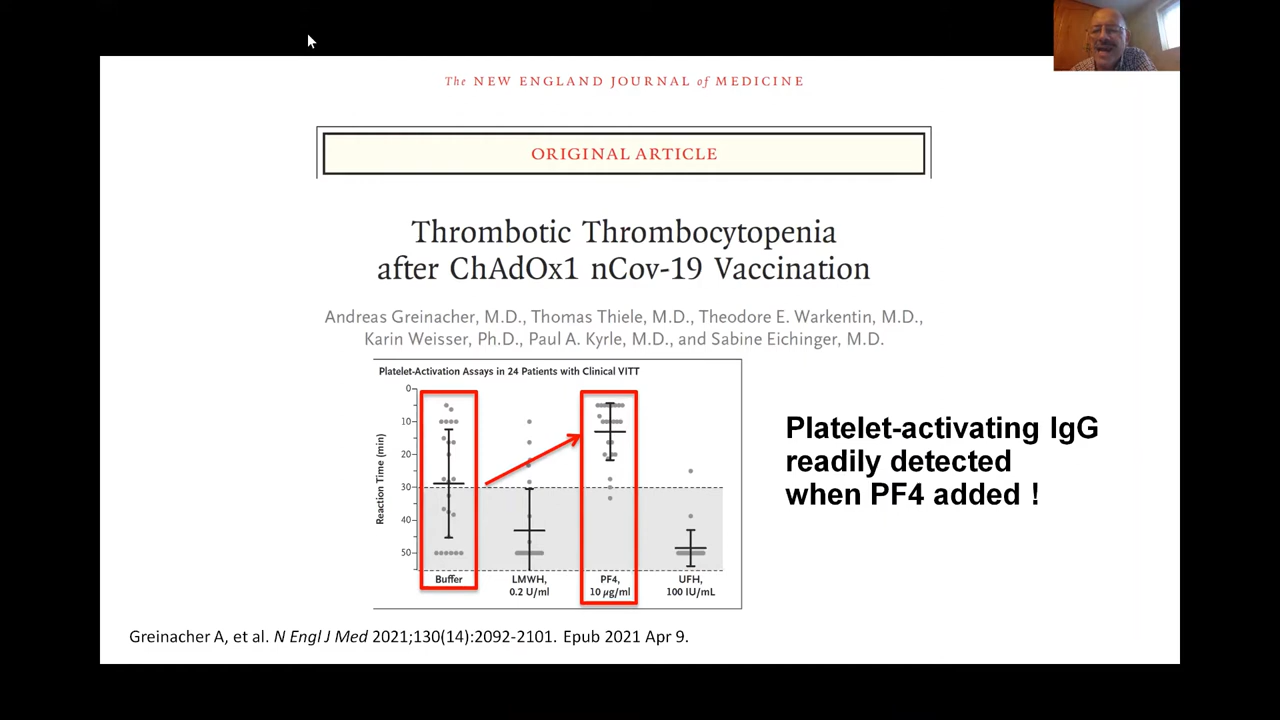 The NEW ENGLAND JOURNAL of MEDICINE
ORIGINAL ARTICLE
Thrombotic Thrombocytopenia
after ChAdOx1 nCov-19 Vaccination
Andreas Greinacher, M.D., Thomas Thiele, M.D., Theodore E. Warkentin, M.D.,
Karin Weisser, Ph.D., Paul A. Kyrle, M.D., and Sabine Eichinger, M.D.
Platelet-Activation Assays in 24 Patients with Clinical VITT
Reaction Time (min)
0
10
20
30
40
50
Buffer
LMWH,
0.2 U/ml
PF4,
10 µg/ml
UFH,
100 IU/mL
Platelet-activating IgG
readily detected
when PF4 added !
Greinacher A, et al. N Engl J Med 2021;130(14):2092-2101. Epub 2021 Apr 9.